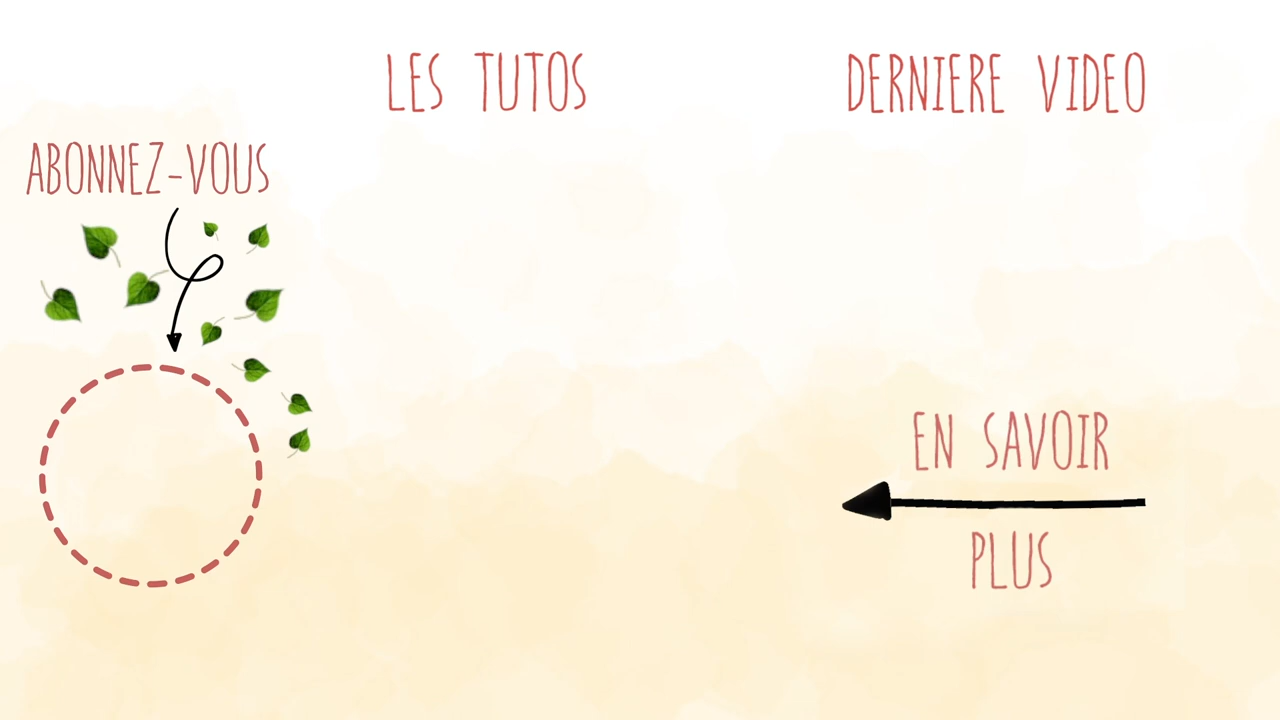 LES TUTOS
DERNIERE VIDEO
ABONNEZ-VOUS
EN SAVOIR
PLUS